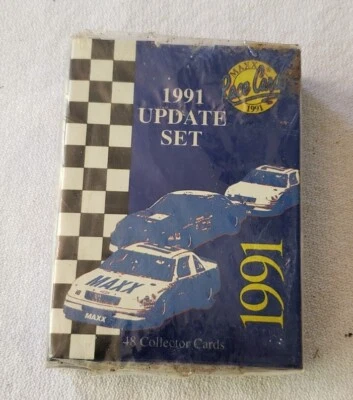 MAXX
Race Cards
1991
1991
UPDATE
SET
MAXX
MAXX
1991
48 Collector Cards